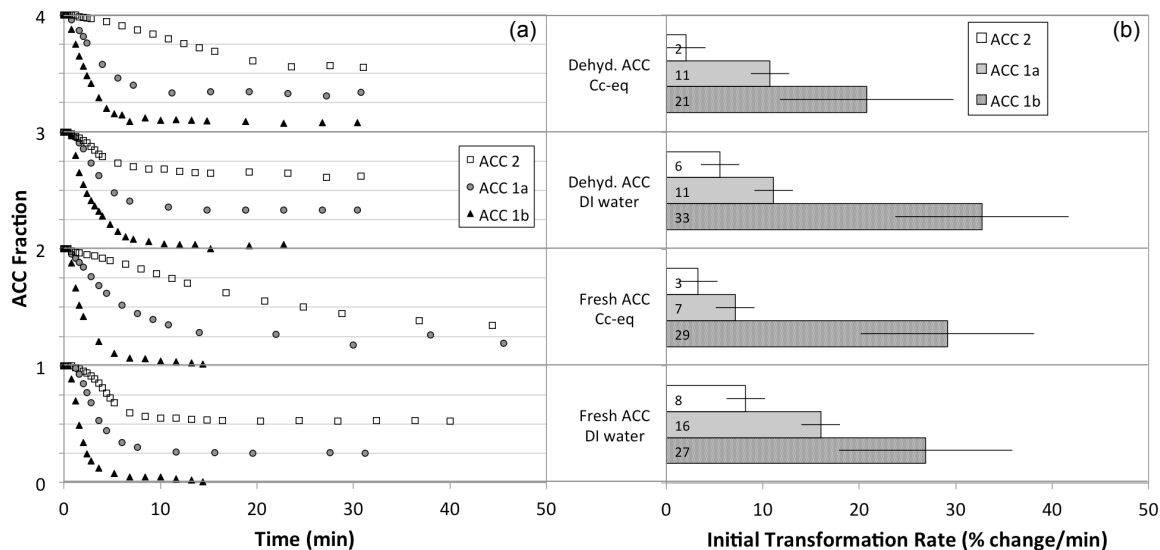 (a)
4
3
2
1
0
ACC Fraction
ACC 2
ACC 1a
ACC 1b
0 10 20 30 40 50
Time (min)
(b)
ACC 2
ACC 1a
ACC 1b
Dehyd. ACC
Cc-eq
2
11
21
Dehyd. ACC
DI water
6
11
33
Fresh ACC
Cc-eq
3
7
29
Fresh ACC
DI water
8
16
27
0 10 20 30 40 50
Initial Transformation Rate (% change/min)